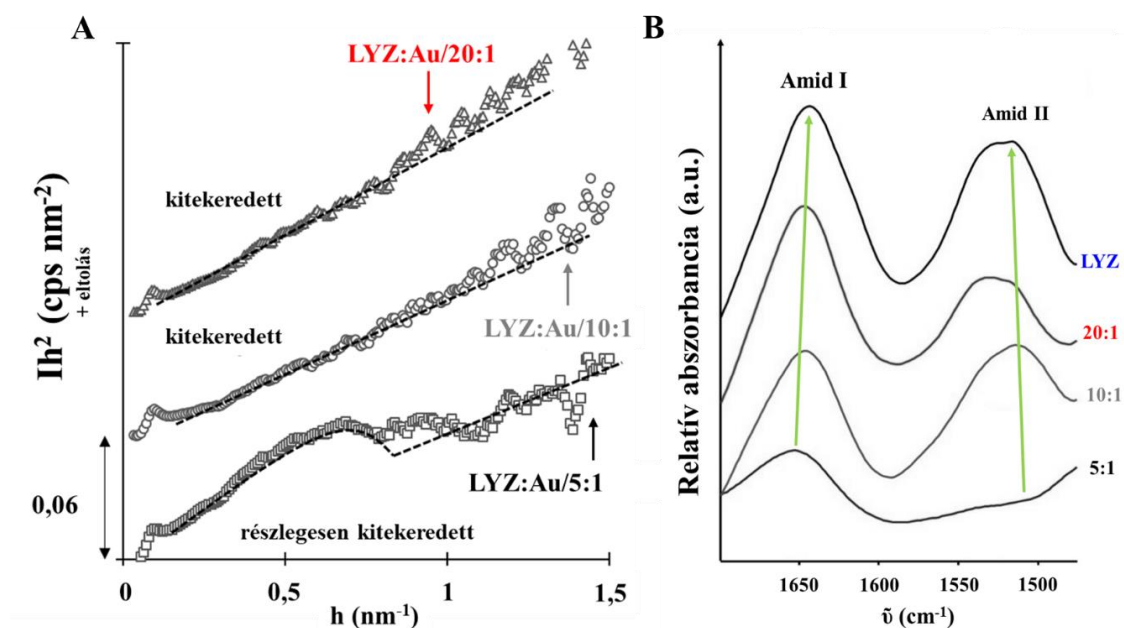 A
LYZ:Au/20:1
kitekeredett
kitekeredett
LYZ:Au/10:1
LYZ:Au/5:1
részlegesen kitekeredett
Ih² (cps nm⁻²)
+ eltolás
0,06
0
0,5
1
1,5
h (nm⁻¹)
B
Amid I
Amid II
LYZ
20:1
10:1
5:1
Relatív abszorbancia (a.u.)
1650
1600
1550
1500
ῦ (cm⁻¹)